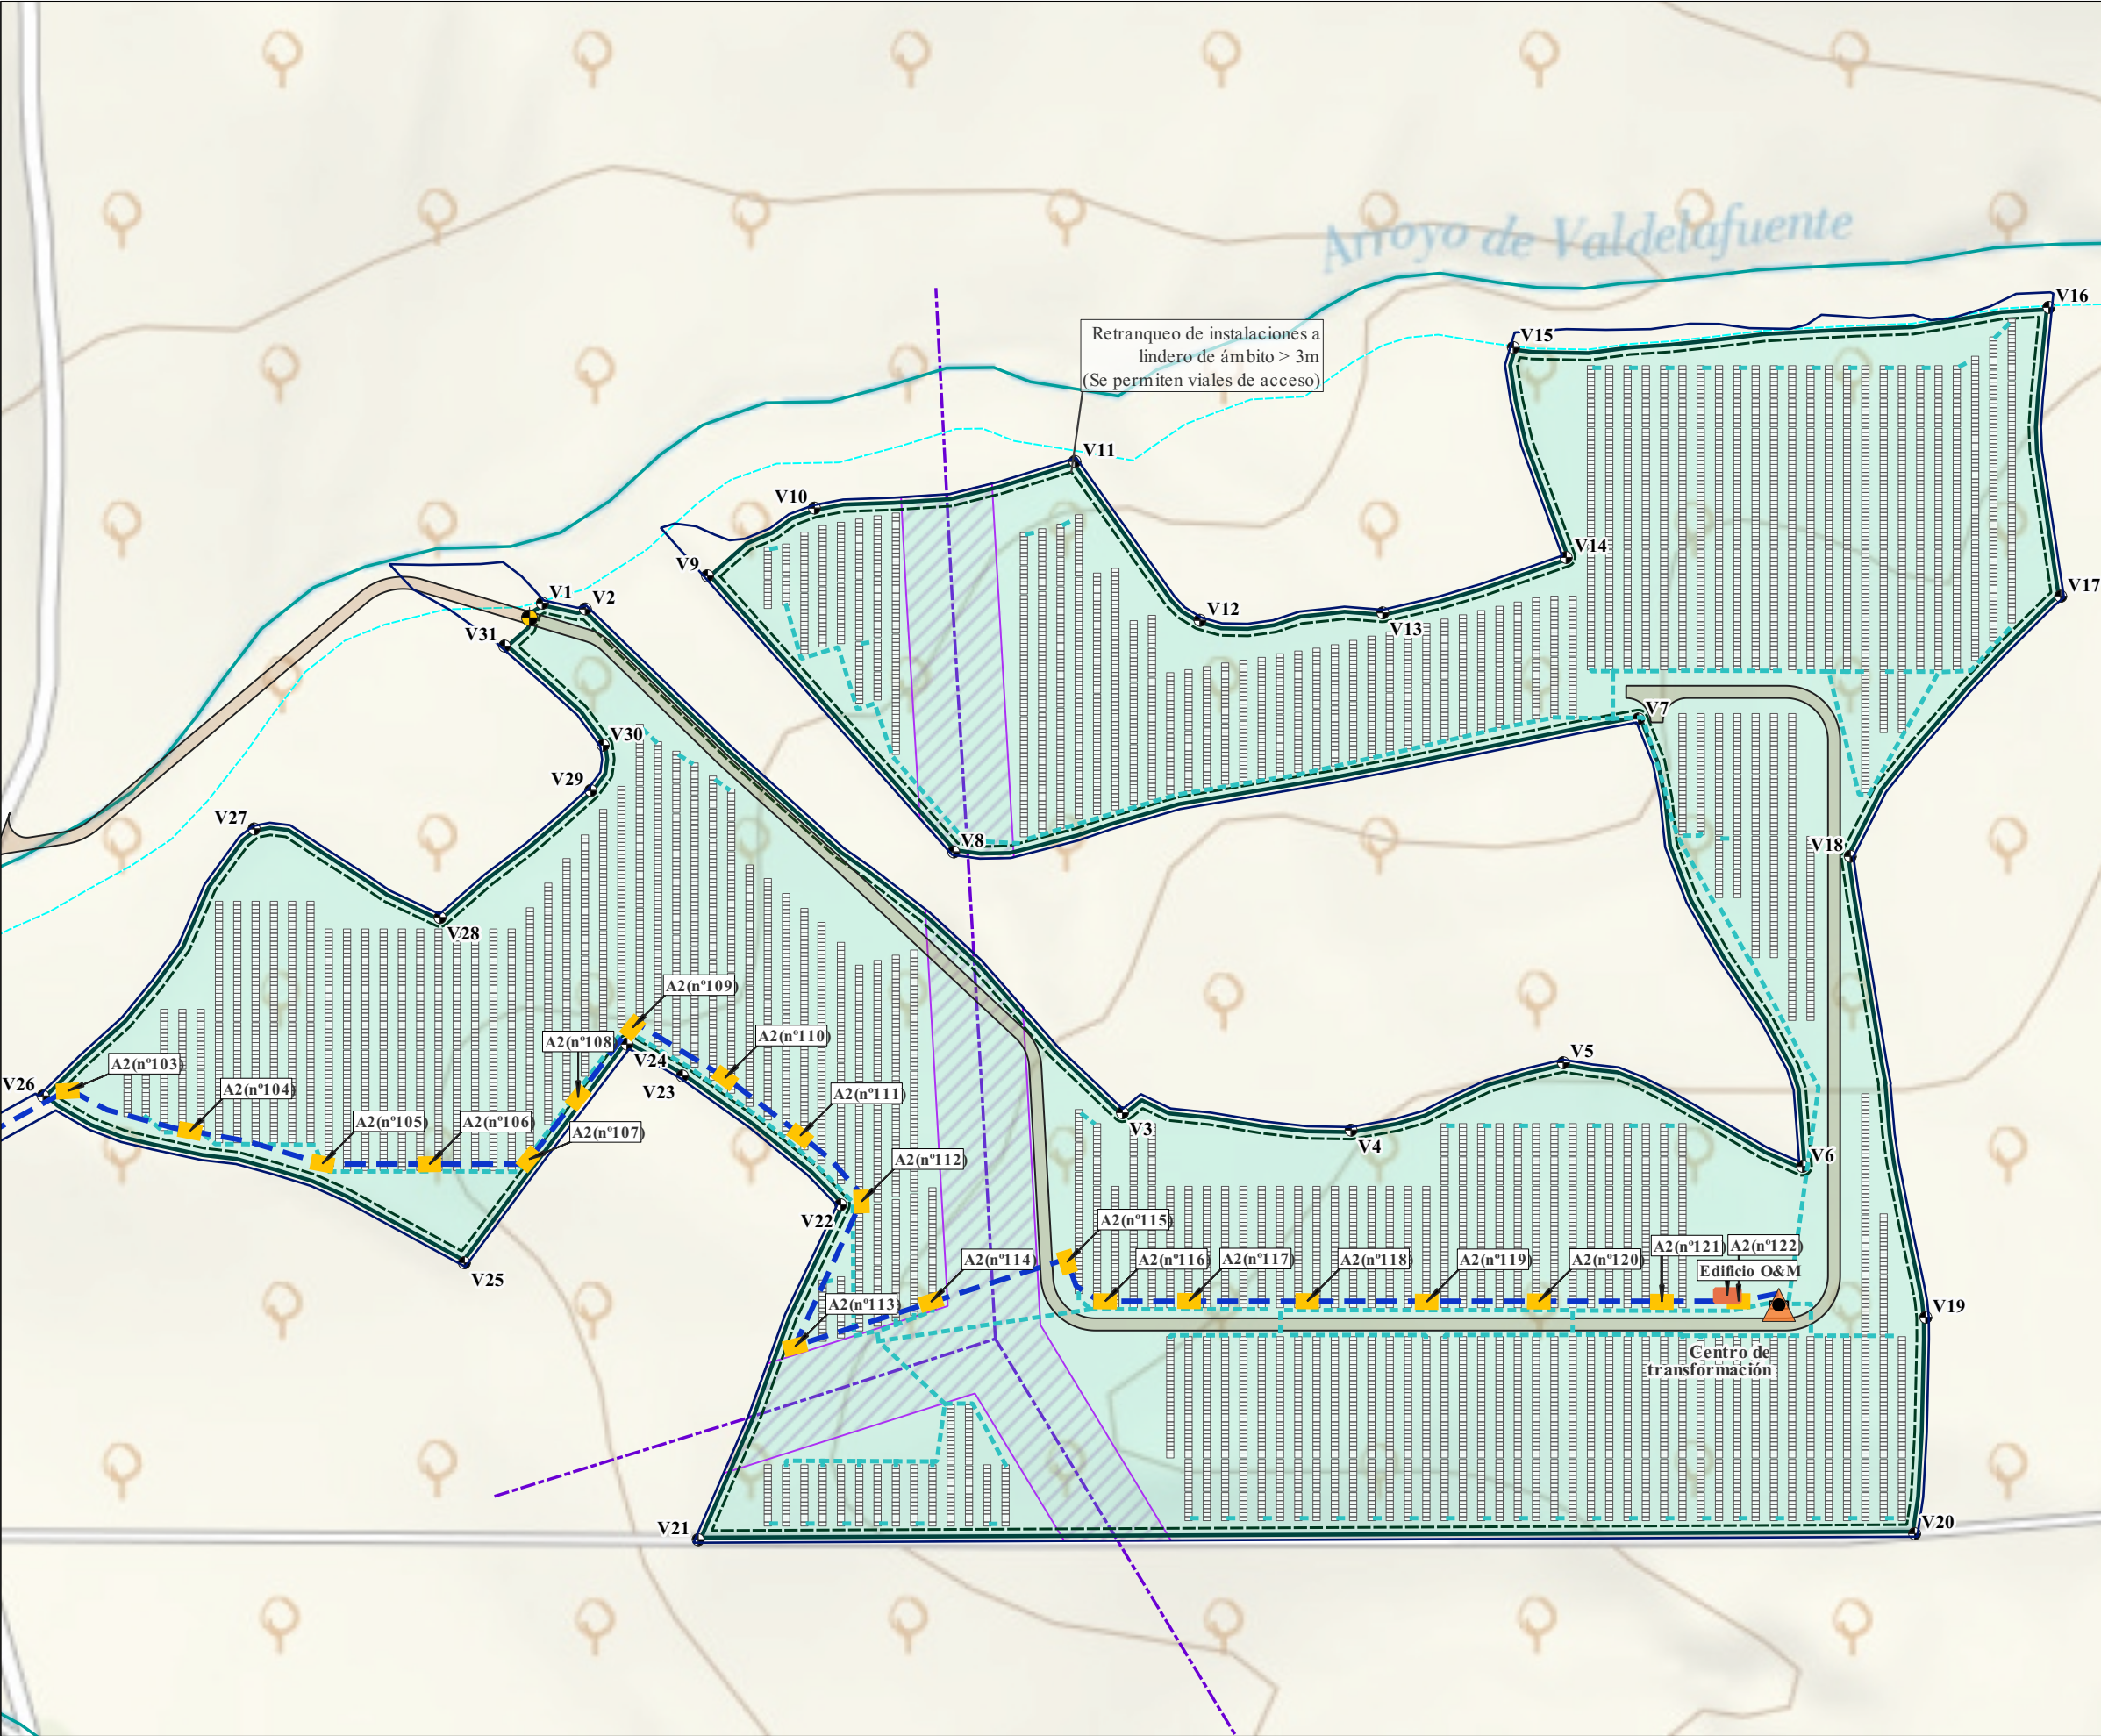 Arroyo de Valdelafuente
V16
Retranqueo de instalaciones a
lindero de ámbito > 3m
(Se permiten viales de acceso)
V15
V11
V10
V14
V9
V17
V1
V2
V12
V13
V31
V7
V30
V29
V27
V8
V18
V28
A2(nº109)
A2(nº110)
A2(nº108)
V5
V24
A2(nº103)
V26
V23
A2(nº104)
A2(nº111)
A2(nº105)
A2(nº106)
A2(nº107)
V3
V4
V6
A2(nº112)
V22
A2(nº115)
A2(nº121)
A2(nº122)
A2(nº114)
A2(nº116)
A2(nº117)
A2(nº118)
A2(nº119)
A2(nº120)
Edificio O&M
V25
A2(nº113)
V19
Centro de
transformación
V21
V20